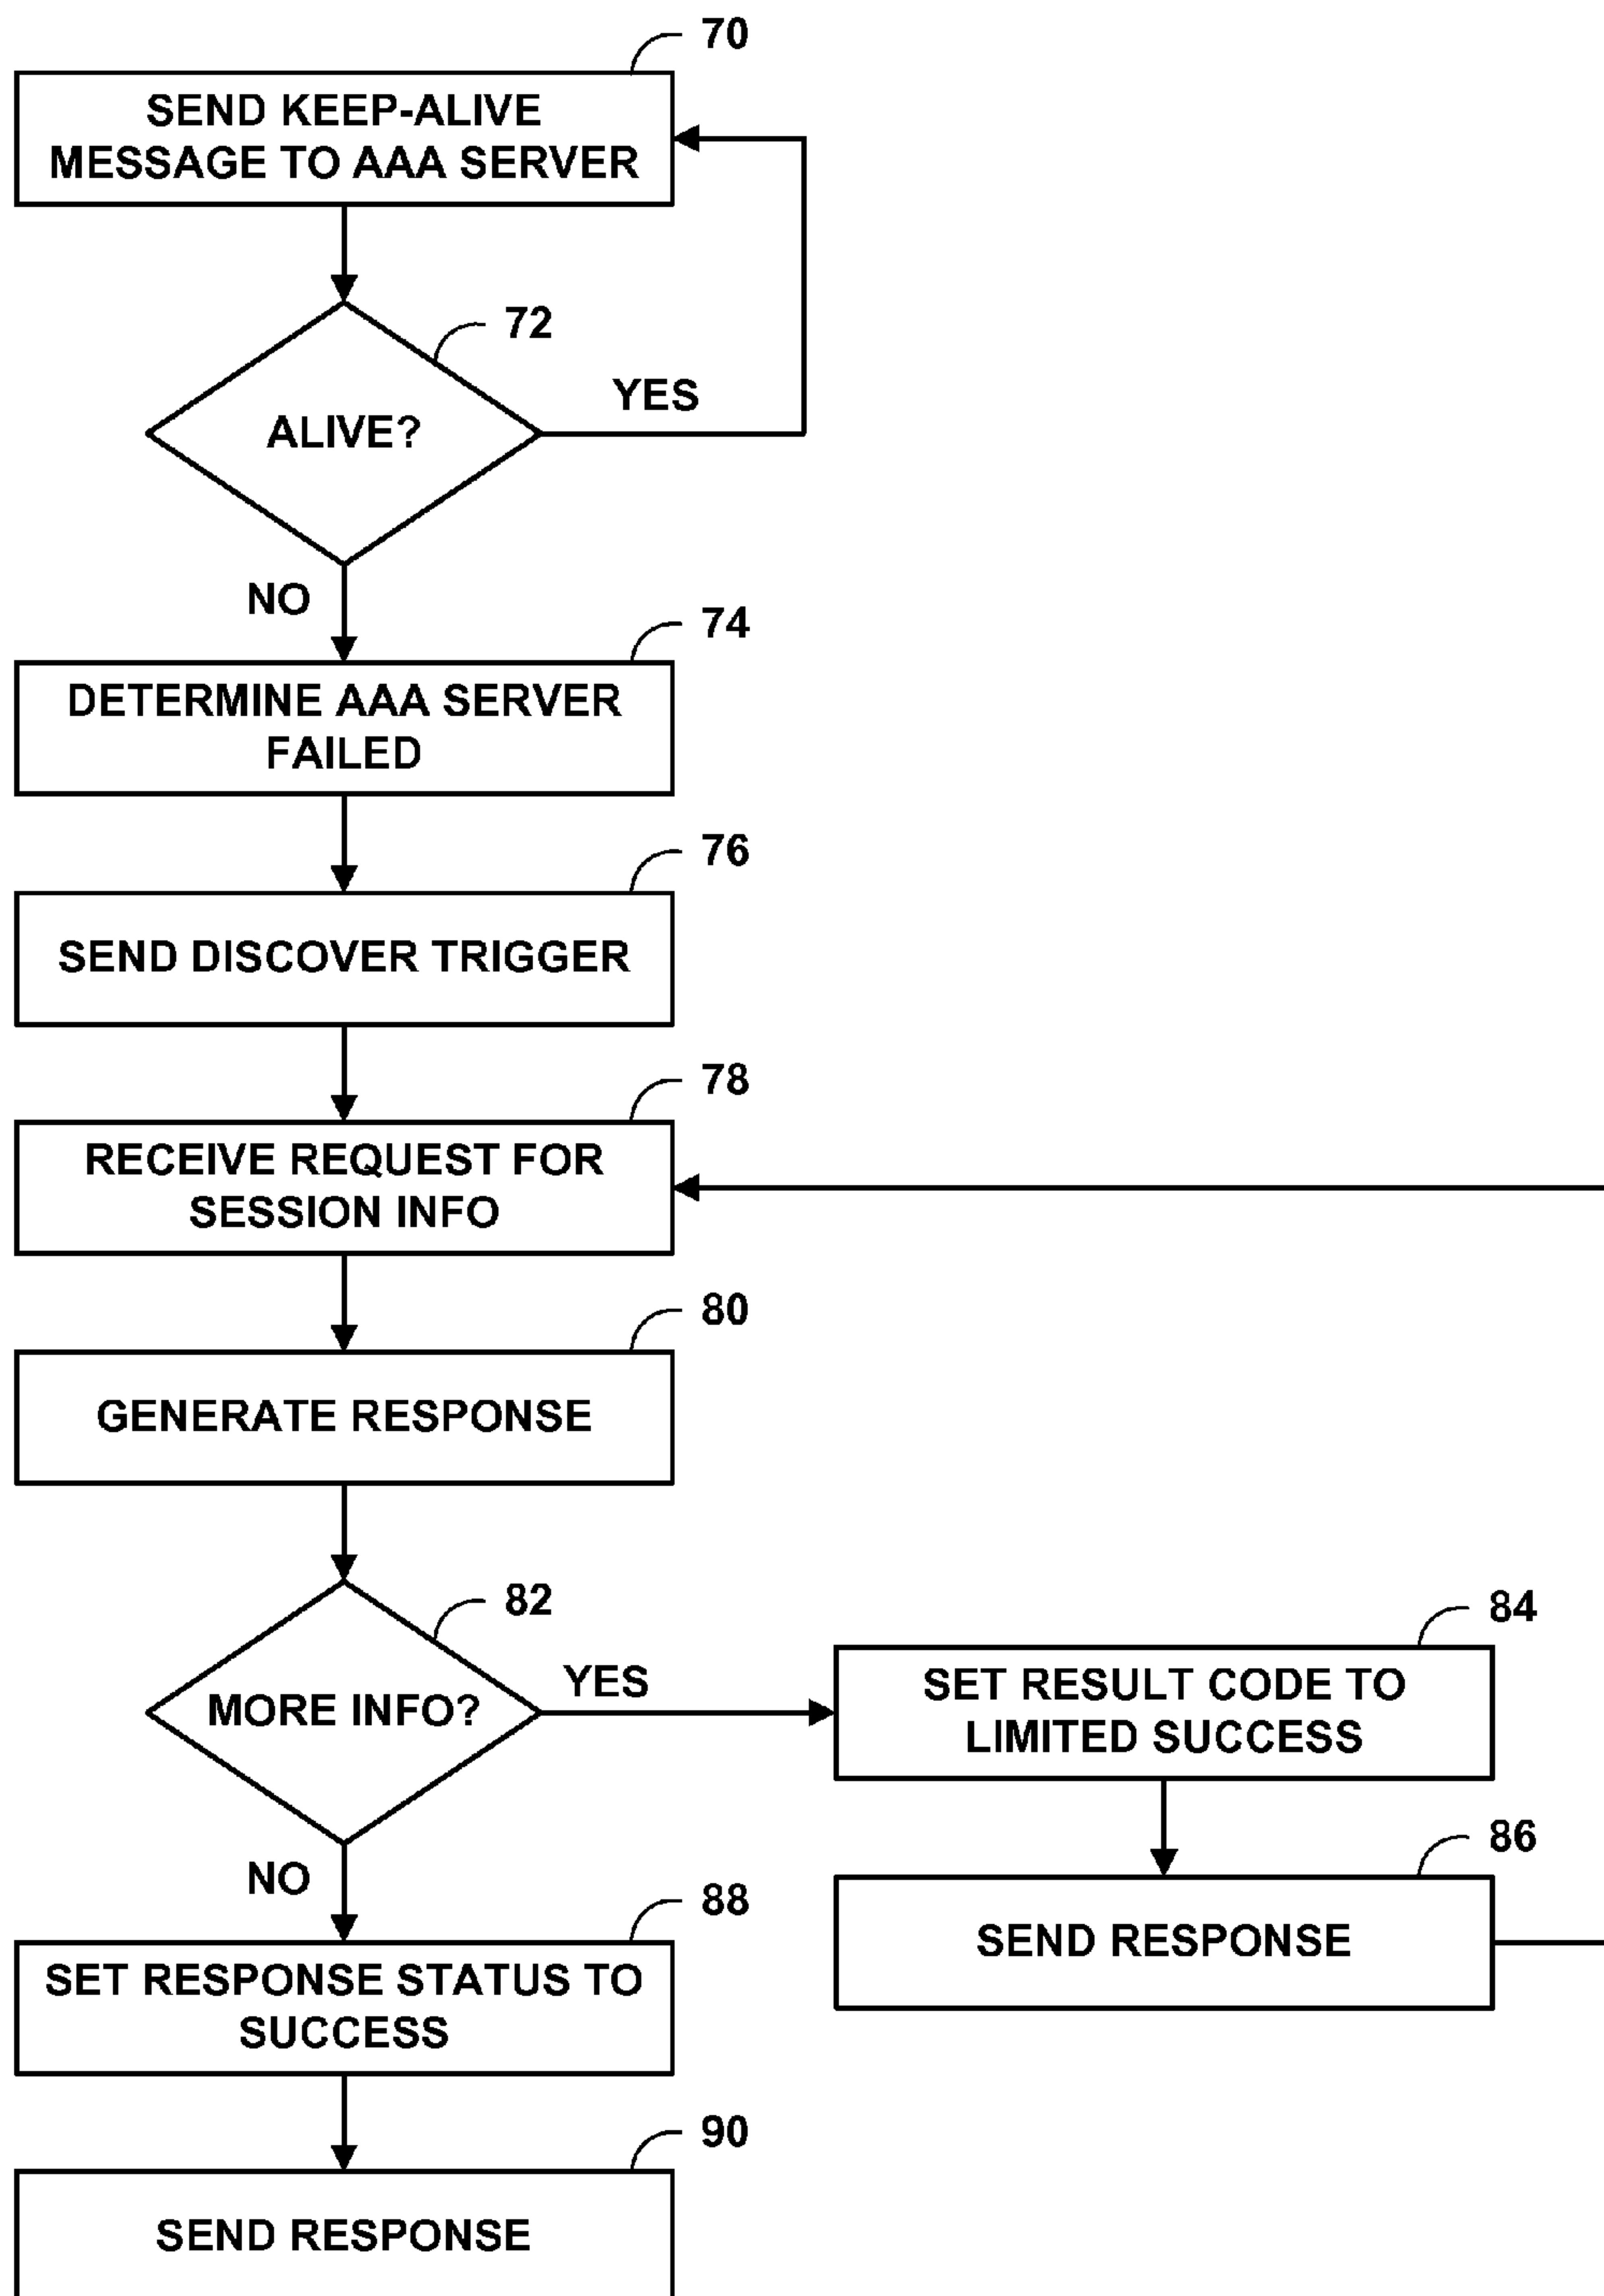 70
SEND KEEP-ALIVE
MESSAGE TO AAA SERVER
72
ALIVE?
YES
NO
74
DETERMINE AAA SERVER
FAILED
76
SEND DISCOVER TRIGGER
78
RECEIVE REQUEST FOR
SESSION INFO
80
GENERATE RESPONSE
82
MORE INFO?
YES
84
SET RESULT CODE TO
LIMITED SUCCESS
86
SEND RESPONSE
NO
88
SET RESPONSE STATUS TO
SUCCESS
90
SEND RESPONSE